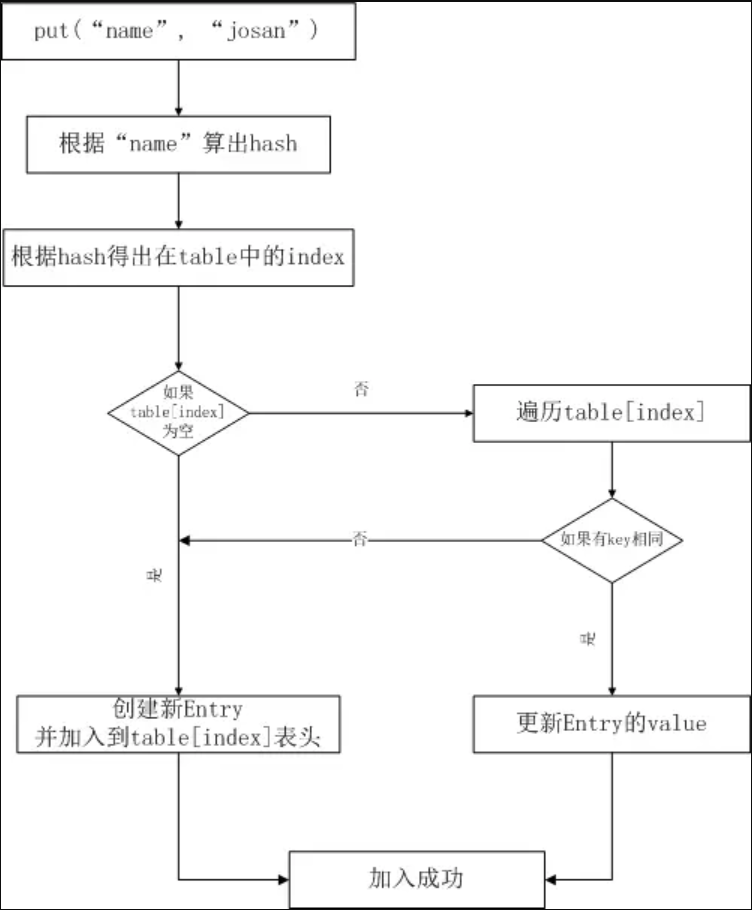 put(“name”, “josan”)
根据“name”算出hash
根据hash得出在table中的index
如果
table[index]
为空
否
遍历table[index]
如果有key相同
否
是
是
创建新Entry
并加入到table[index]表头
更新Entry的value
加入成功